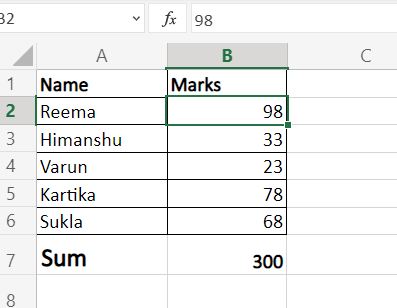 B2 fx 98
A B C
1 Name Marks
2 Reema 98
3 Himanshu 33
4 Varun 23
5 Kartika 78
6 Sukla 68
7 Sum 300
8